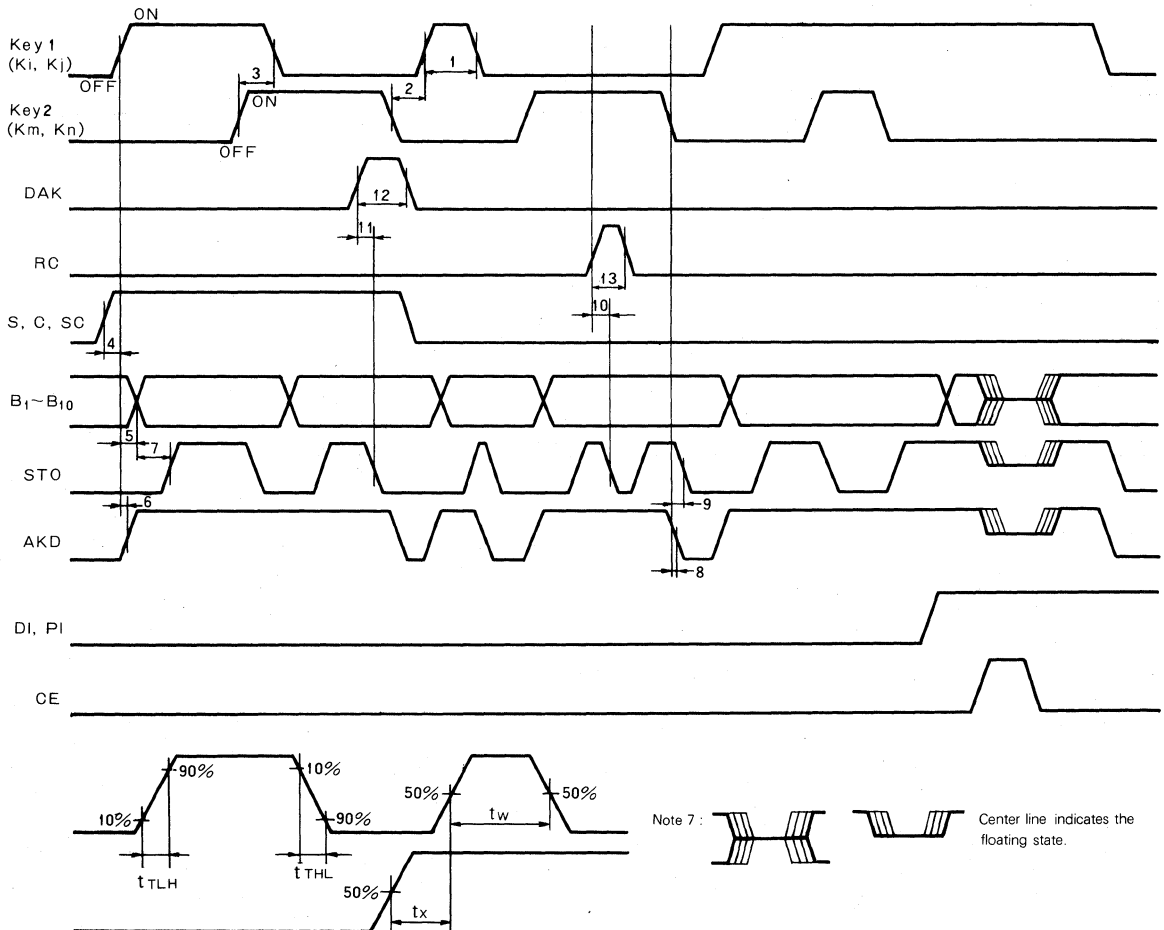 ON
Key 1
(Ki, Kj)
OFF
3
2
1
Key2
(Km, Kn)
ON
OFF
DAK
12
11
RC
13
10
S, C, SC
4
B1~B10
5
7
STO
6
9
AKD
8
DI, PI
CE
10%
90%
10%
90%
tTLH
tTHL
50%
50%
tw
50%
tx
Note 7 :
Center line indicates the
floating state.